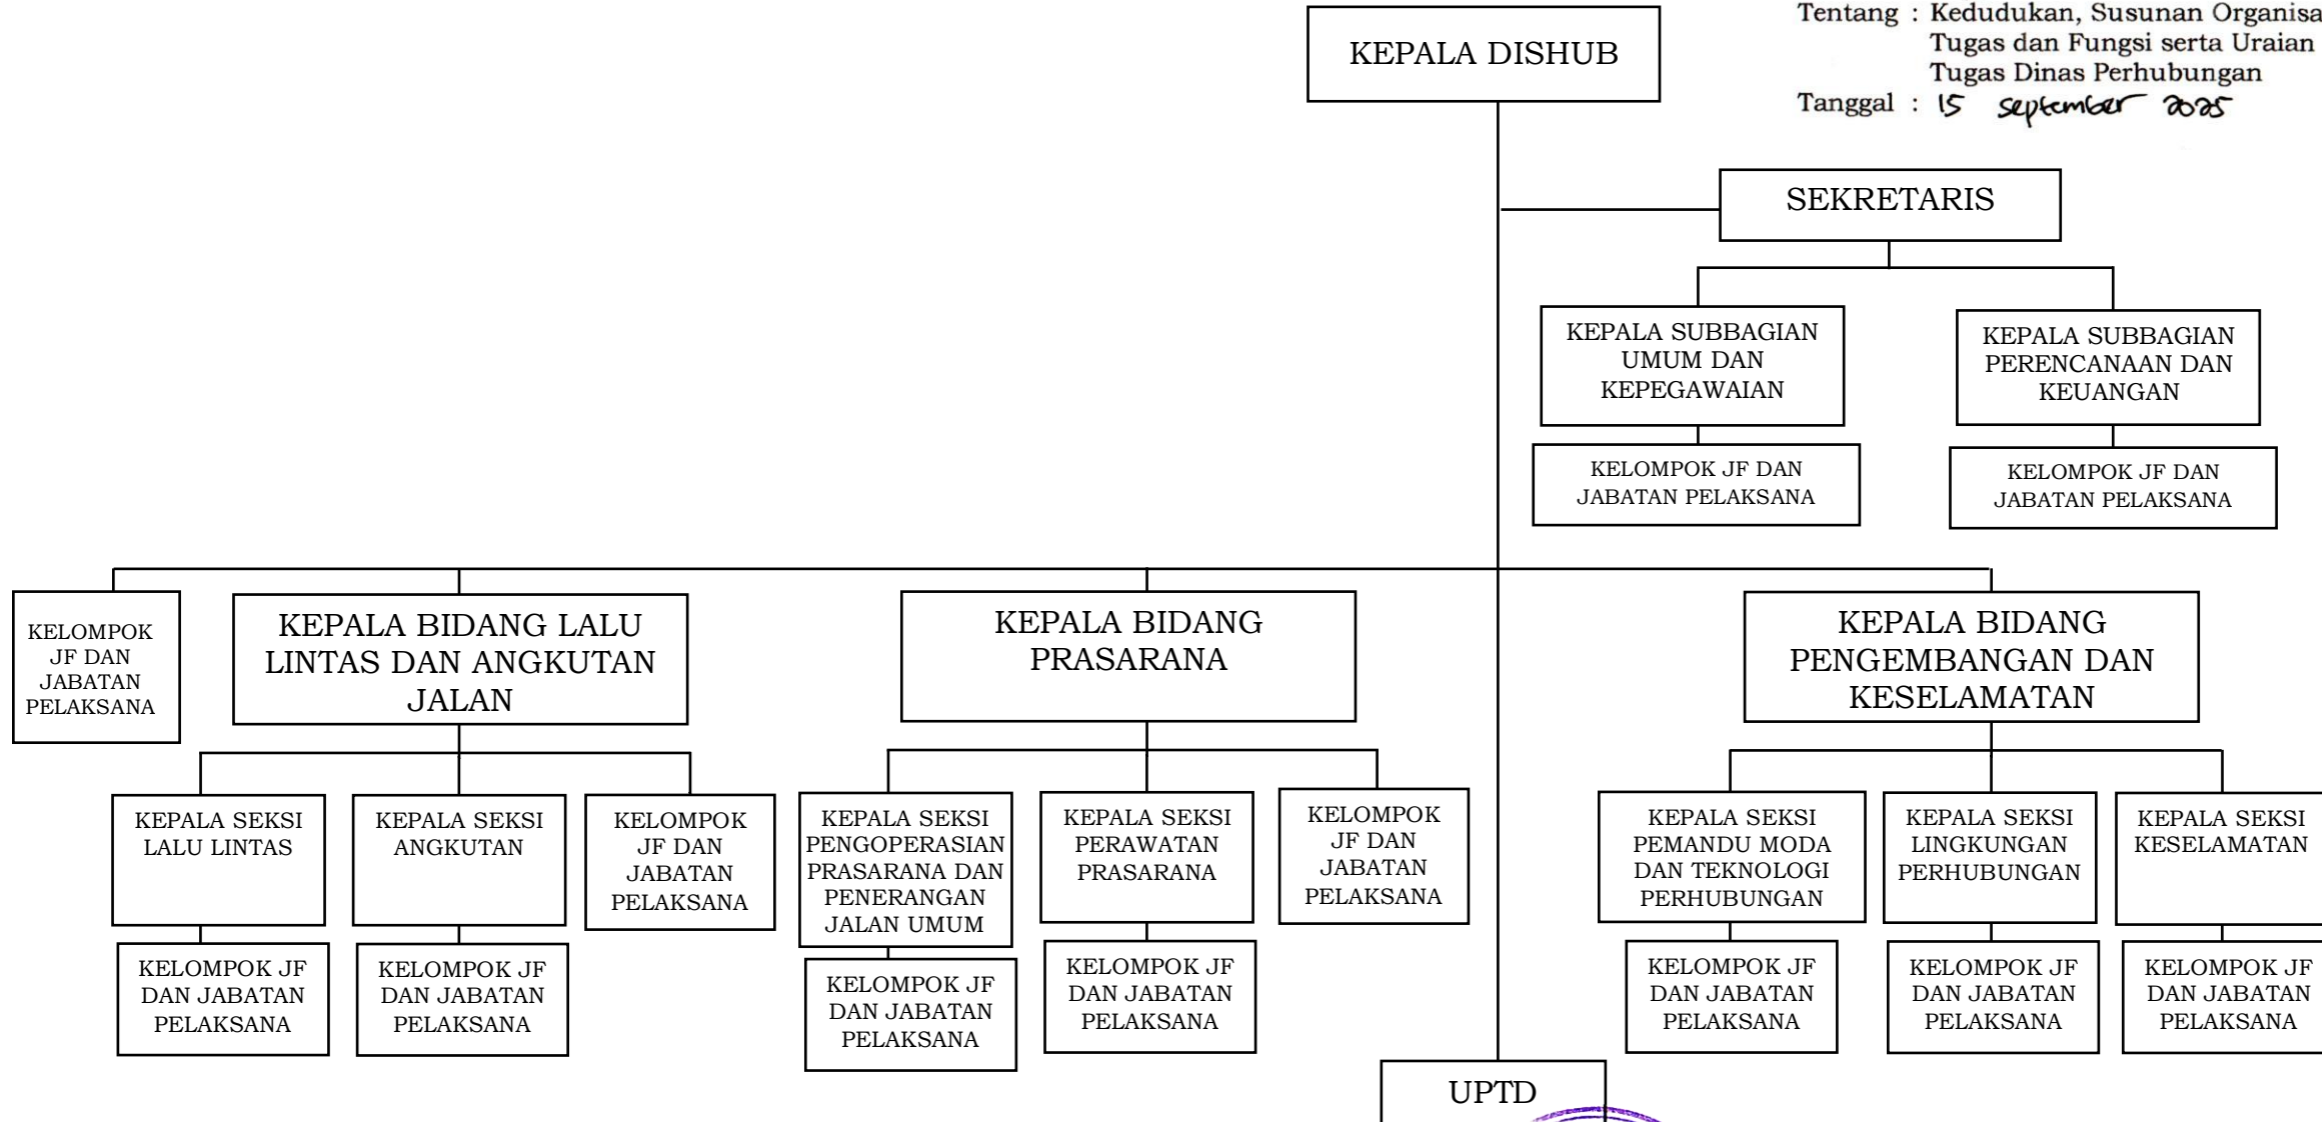 Tentang : Kedudukan, Susunan Organisa
Tugas dan Fungsi serta Uraian
Tugas Dinas Perhubungan
Tanggal : 15 september 2025
KEPALA DISHUB
SEKRETARIS
KEPALA SUBBAGIAN
UMUM DAN
KEPEGAWAIAN
KEPALA SUBBAGIAN
PERENCANAAN DAN
KEUANGAN
KELOMPOK JF DAN
JABATAN PELAKSANA
KELOMPOK JF DAN
JABATAN PELAKSANA
KELOMPOK
JF DAN
JABATAN
PELAKSANA
KEPALA BIDANG LALU
LINTAS DAN ANGKUTAN
JALAN
KEPALA BIDANG
PRASARANA
KEPALA BIDANG
PENGEMBANGAN DAN
KESELAMATAN
KEPALA SEKSI
LALU LINTAS
KEPALA SEKSI
ANGKUTAN
KELOMPOK
JF DAN
JABATAN
PELAKSANA
KEPALA SEKSI
PENGOPERASIAN
PRASARANA DAN
PENERANGAN
JALAN UMUM
KEPALA SEKSI
PERAWATAN
PRASARANA
KELOMPOK
JF DAN
JABATAN
PELAKSANA
KEPALA SEKSI
PEMANDU MODA
DAN TEKNOLOGI
PERHUBUNGAN
KEPALA SEKSI
LINGKUNGAN
PERHUBUNGAN
KEPALA SEKSI
KESELAMATAN
KELOMPOK JF
DAN JABATAN
PELAKSANA
KELOMPOK JF
DAN JABATAN
PELAKSANA
KELOMPOK JF
DAN JABATAN
PELAKSANA
KELOMPOK JF
DAN JABATAN
PELAKSANA
KELOMPOK JF
DAN JABATAN
PELAKSANA
KELOMPOK JF
DAN JABATAN
PELAKSANA
KELOMPOK JF
DAN JABATAN
PELAKSANA
UPTD